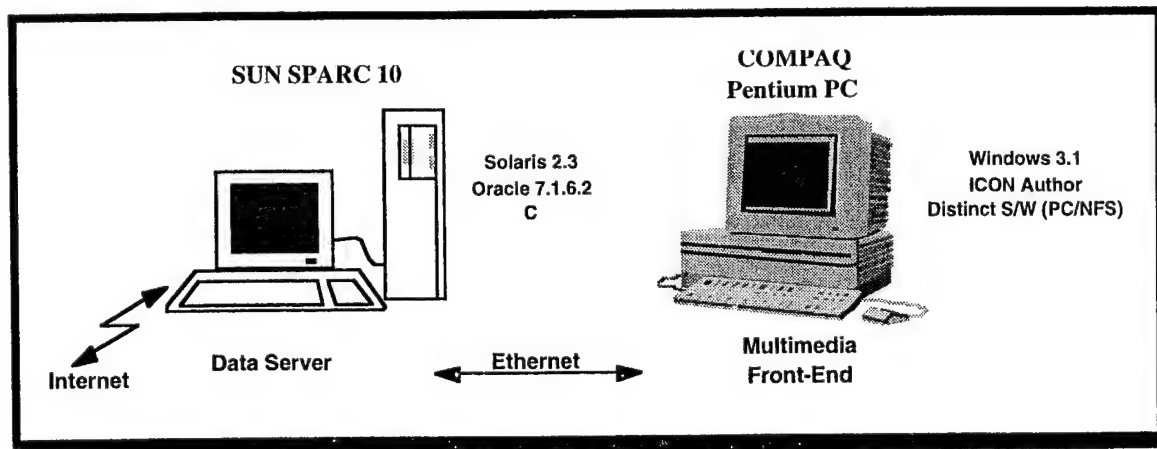 SUN SPARC 10
Solaris 2.3
Oracle 7.1.6.2
C
COMPAQ
Pentium PC
Windows 3.1
ICON Author
Distinct S/W (PC/NFS)
Internet
Data Server
Ethernet
Multimedia
Front-End